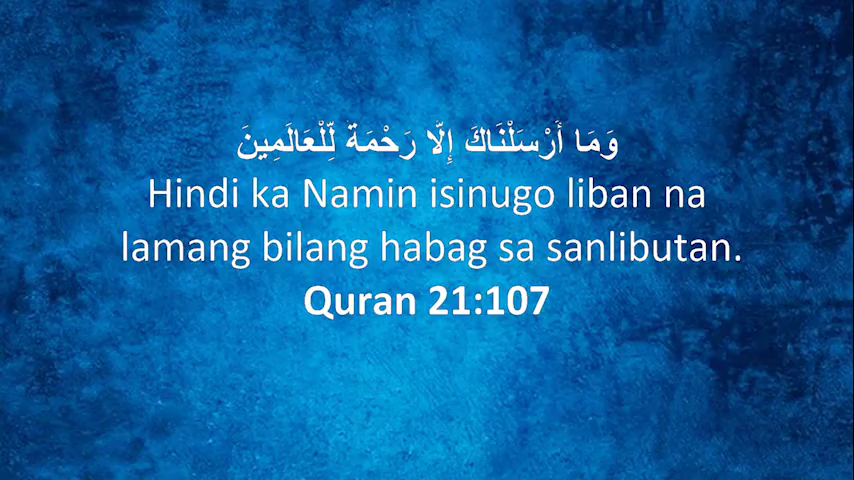 وَمَا أَرْسَلْنَاكَ إِلَّا رَحْمَةً لِّلْعَالَمِينَ
Hindi ka Namin isinugo liban na
lamang bilang habag sa sanlibutan.
Quran 21:107